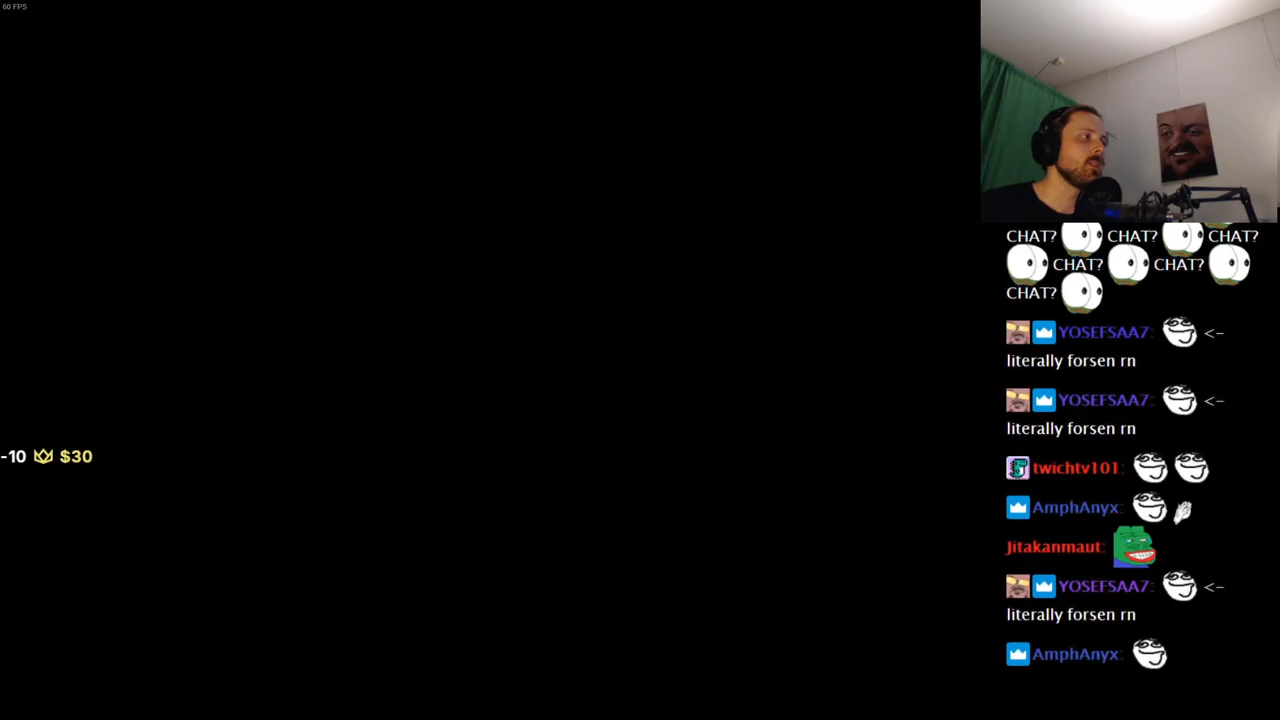 60 FPS
CHAT? CHAT? CHAT?
CHAT? CHAT?
CHAT?
YOSEFSAA7: <-
literally forsen rn
YOSEFSAA7: <-
literally forsen rn
twichtv101:
AmphAnyx:
-10 $30
Jitakanmaut:
YOSEFSAA7: <-
literally forsen rn
AmphAnyx: